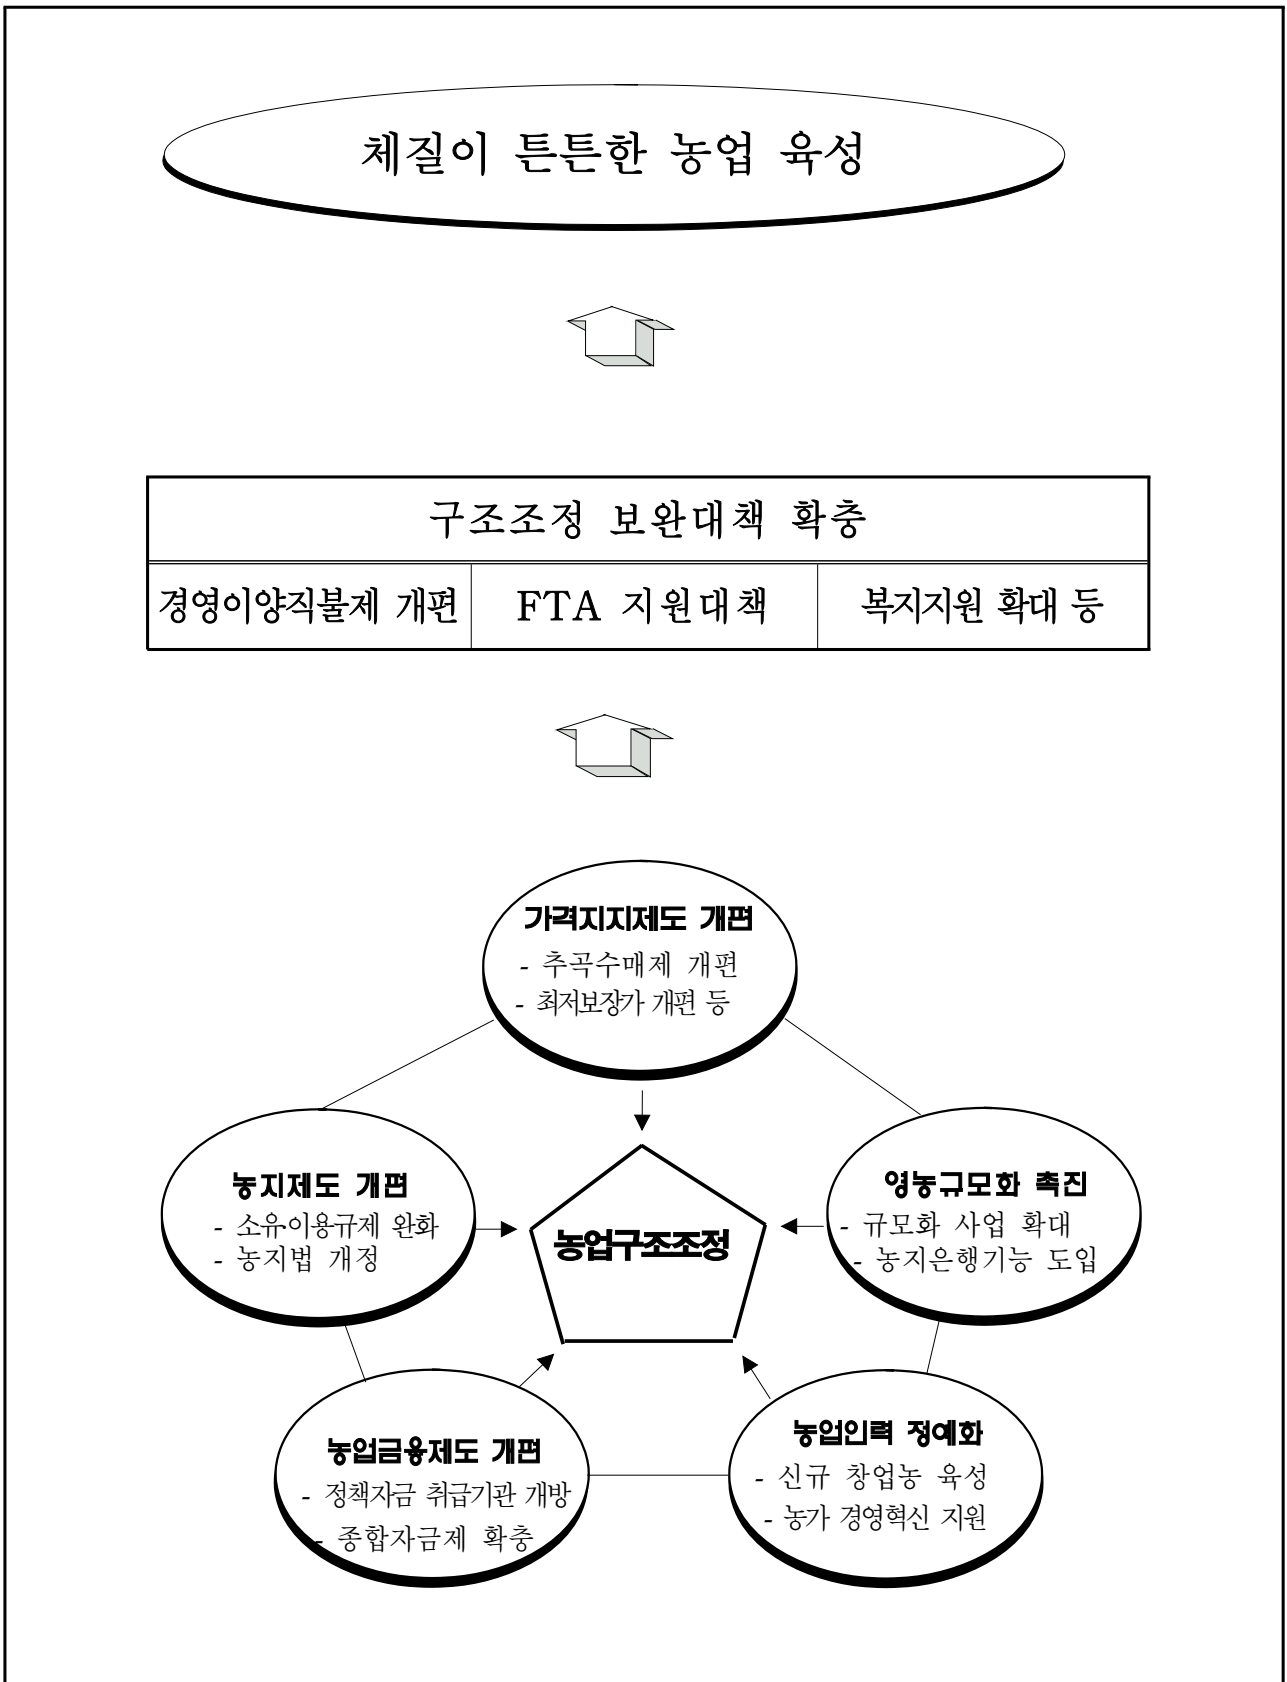 체질이 튼튼한 농업 육성
구조조정 보완대책 확충
경영이양직불제 개편
FTA 지원대책
복지지원 확대 등
가격지지제도 개편
- 추곡수매제 개편
- 최저보장가 개편 등
농지제도 개편
- 소유·이용규제 완화
- 농지법 개정
농업구조조정
영농규모화 촉진
- 규모화 사업 확대
- 농지은행기능 도입
농업금융제도 개편
- 정책자금 취급기관 개방
- 종합자금제 확충
농업인력 정예화
- 신규 창업농 육성
- 농가 경영혁신 지원